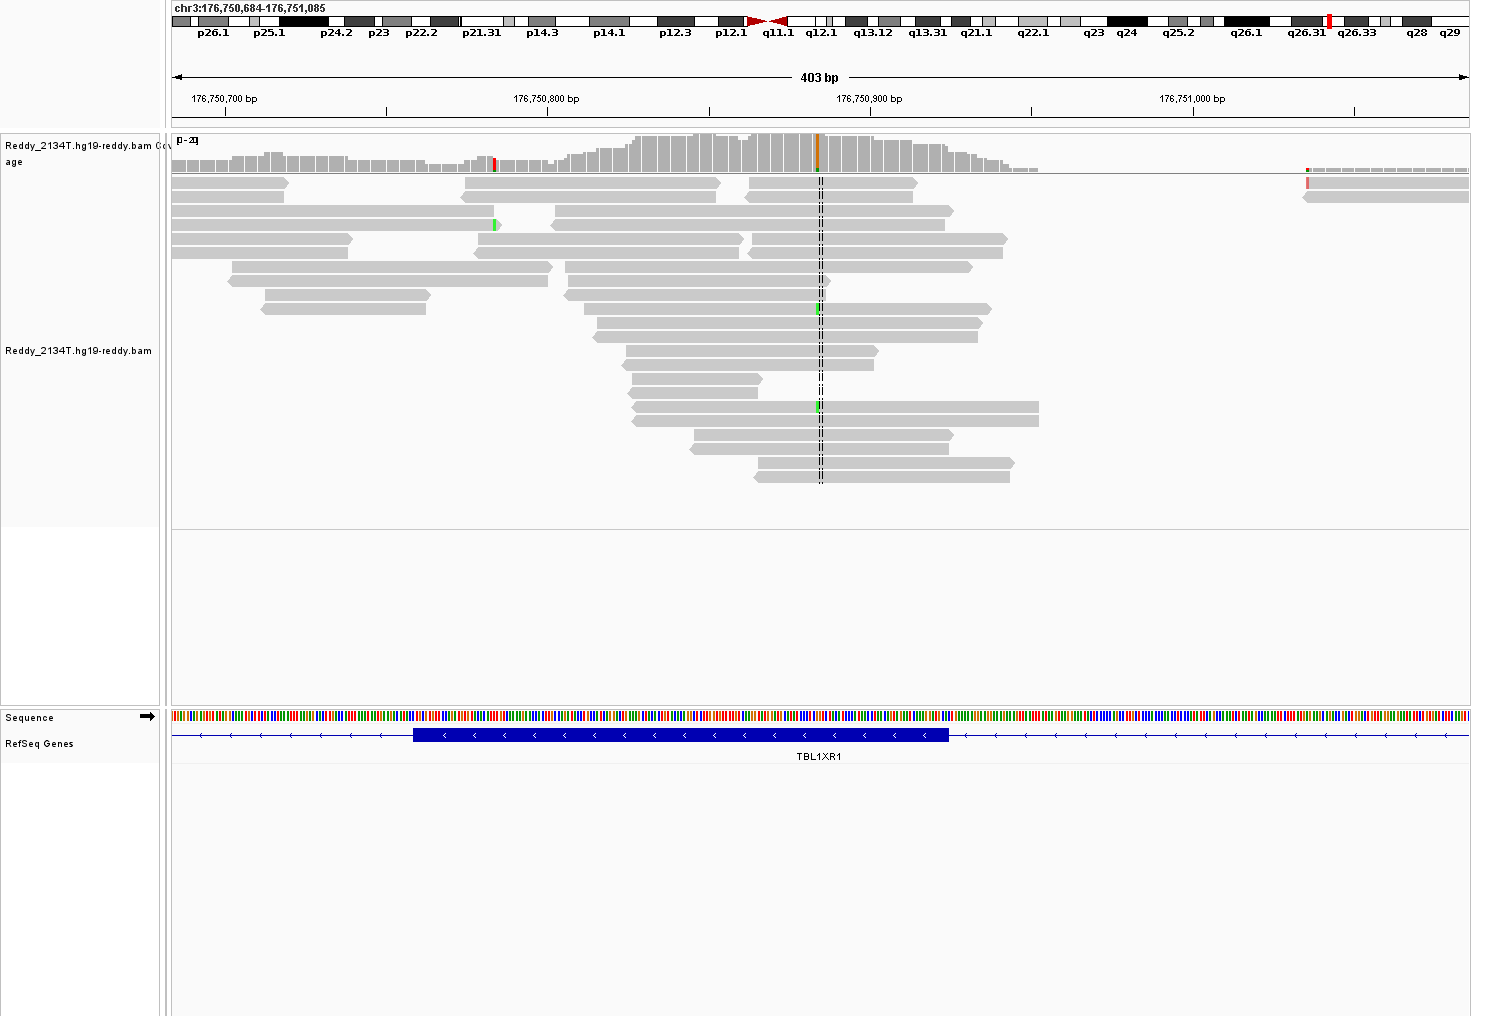 chr3:176,750,684-176,751,085
p26.1 p25.1 p24.2 p23 p22.2 p21.31 p14.3 p14.1 p12.3 p12.1 q11.1 q12.1 q13.12 q13.31 q21.1 q22.1 q23 q24 q25.2 q26.1 q26.31 q26.33 q28 q29
403 bp
176,750,700 bp 176,750,800 bp 176,750,900 bp 176,751,000 bp
Reddy_2134T.hg19-reddy.bam Cov
age
[0 - 20]
Reddy_2134T.hg19-reddy.bam
Sequence
RefSeq Genes
TBL1XR1